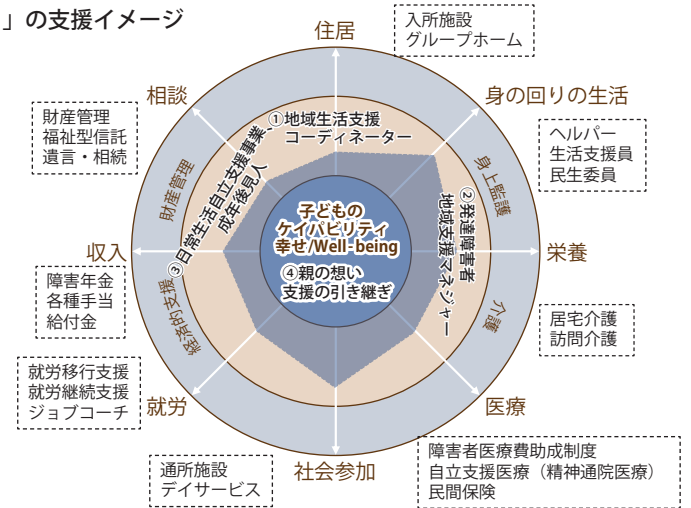 」の支援イメージ
住居
入所施設
グループホーム
相談
身の回りの生活
財産管理
福祉型信託
遺言・相続
ヘルパー
生活支援員
民生委員
①地域生活支援
コーディネーター
財産管理
身上監護
③日常生活自立支援事業、
成年後見人
②発達障害者
地域支援マネジャー
子どもの
ケイパビリティ
幸せ/Well-being
④親の想い
支援の引き継ぎ
収入
栄養
障害年金
各種手当
給付金
経済的支援
介護
居宅介護
訪問介護
就労移行支援
就労継続支援
ジョブコーチ
就労
医療
通所施設
デイサービス
社会参加
障害者医療費助成制度
自立支援医療（精神通院医療）
民間保険